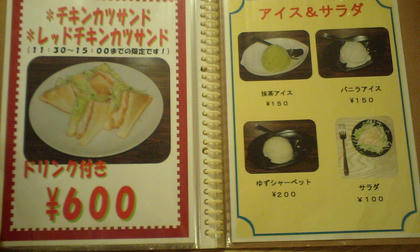 ＊チキンカツサンド
＊レッドチキンカツサンド
（11：30～15：00までの限定です！）
ドリンク付き
¥600
アイス＆サラダ
抹茶アイス
¥150
バニラアイス
¥150
ゆずシャーベット
¥200
サラダ
¥100